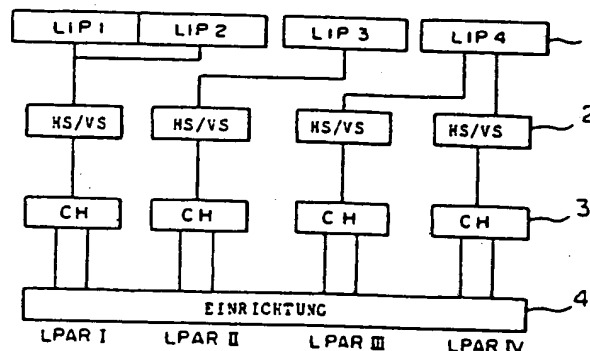 LIP 1 LIP 2 LIP 3 LIP 4
HS/VS HS/VS HS/VS HS/VS 2
CH CH CH CH 3
EINRICHTUNG 4
LPAR I LPAR II LPAR III LPAR IV